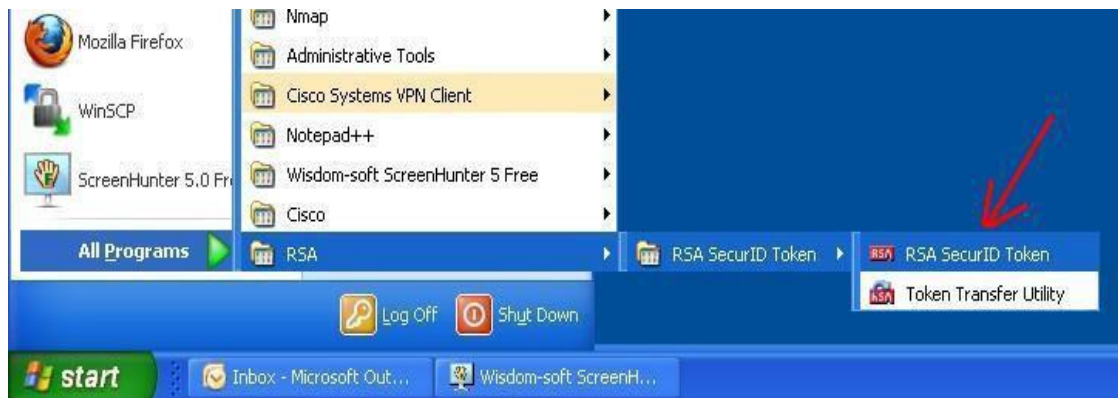 Mozilla Firefox
WinSCP
ScreenHunter 5.0 Fr
All Programs
Nmap
Administrative Tools
Cisco Systems VPN Client
Notepad++
Wisdom-soft ScreenHunter 5 Free
Cisco
RSA
RSA SecurID Token
RSA RSA SecurID Token
RSA Token Transfer Utility
Log Off
Shut Down
start
Inbox - Microsoft Out...
Wisdom-soft ScreenH...